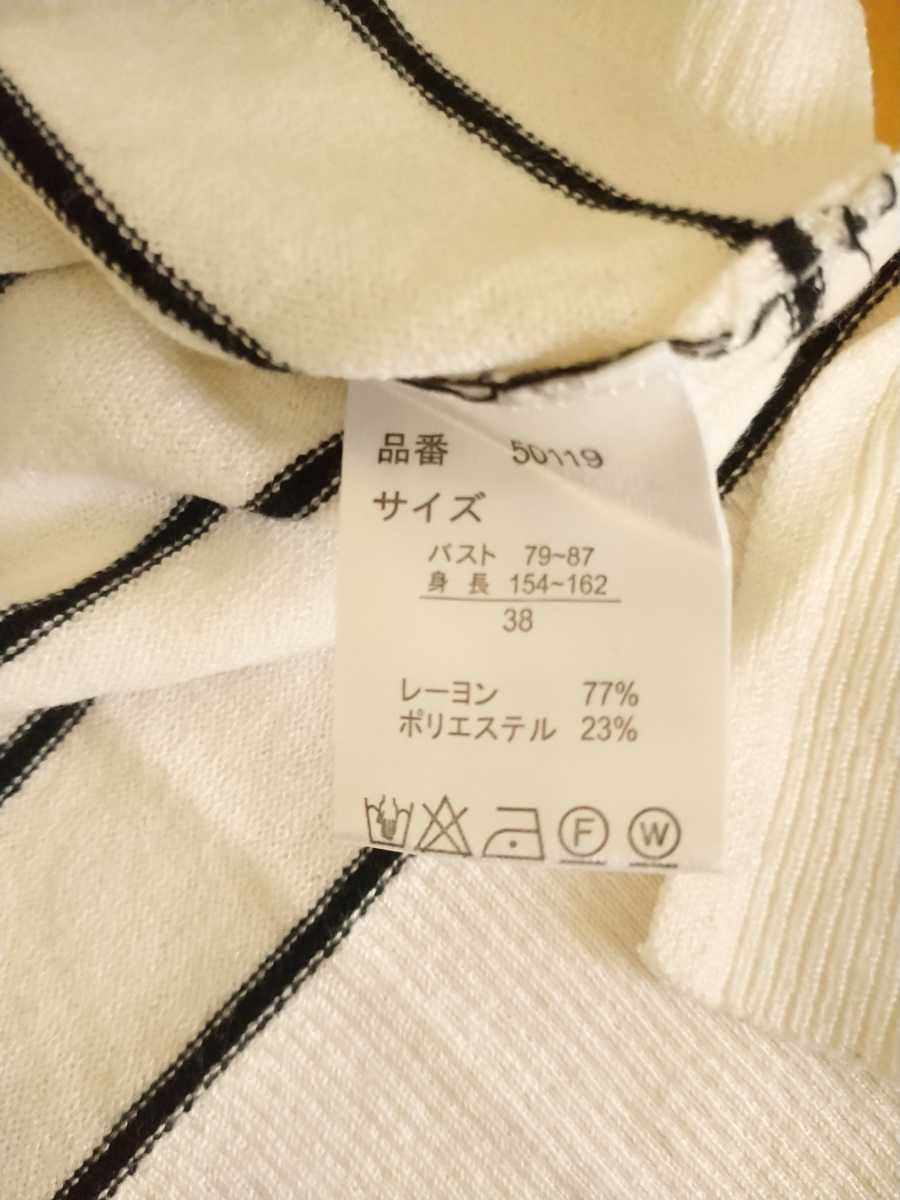 品番 50119
サイズ
バスト 79~87
身長 154~162
38
レーヨン 77%
ポリエステル 23%
F W